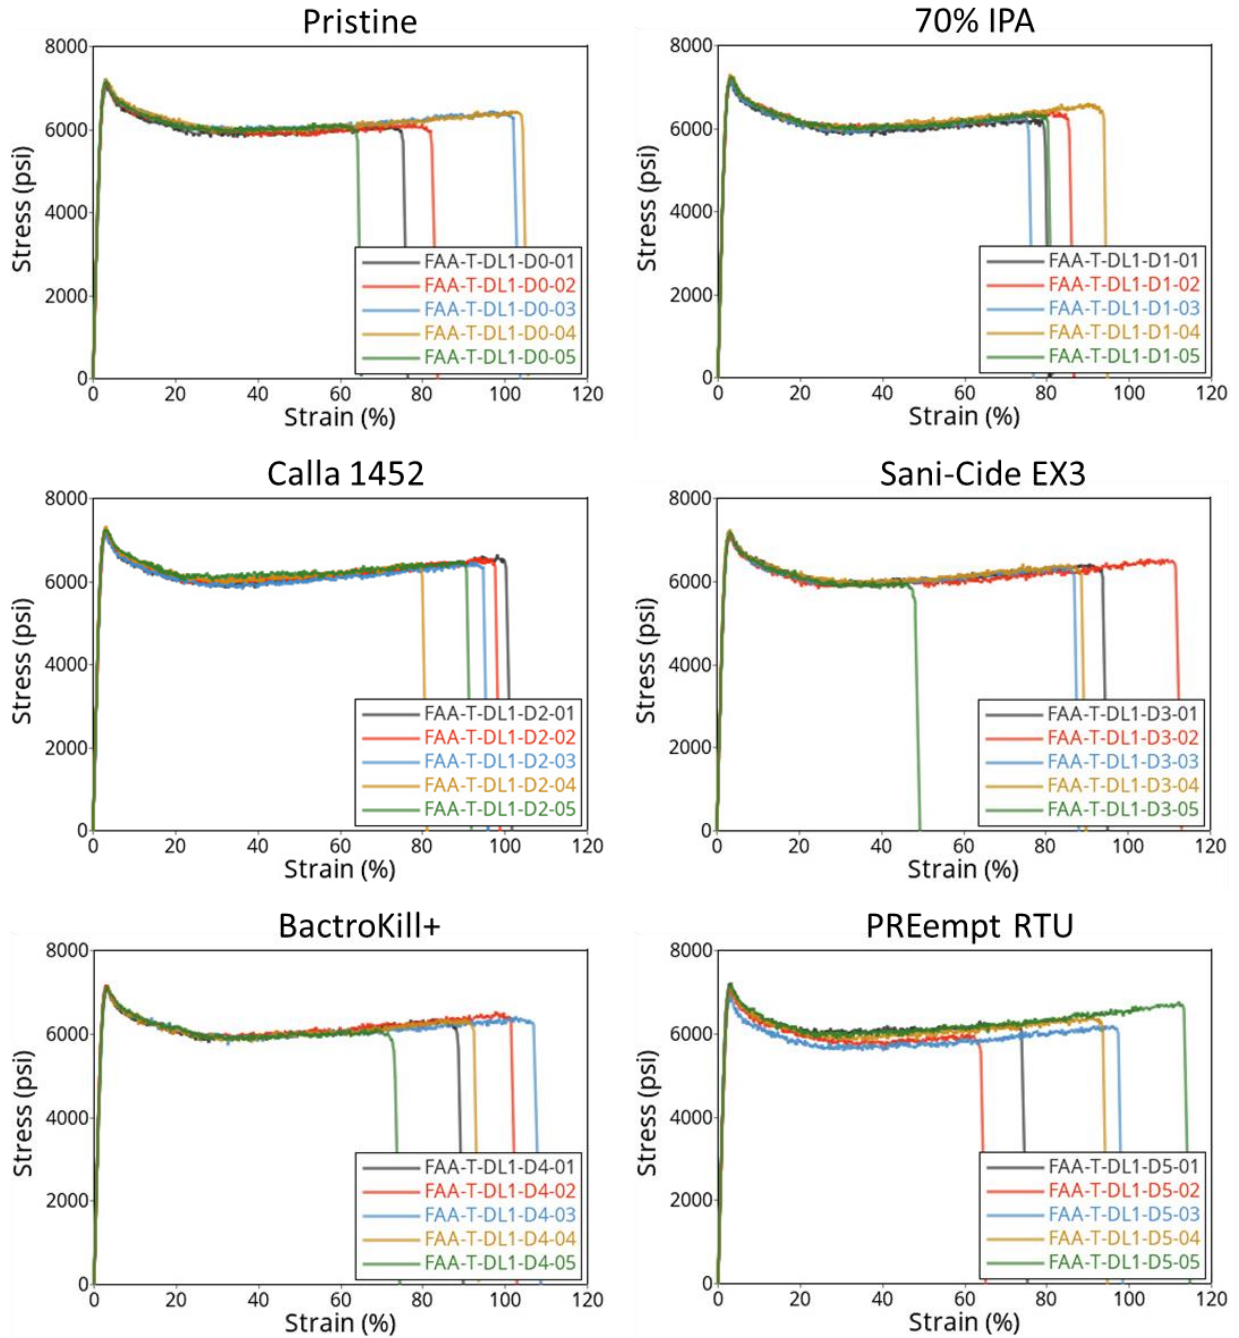 Pristine
8000
6000
4000
2000
0
Stress (psi)
FAA-T-DL1-D0-01
FAA-T-DL1-D0-02
FAA-T-DL1-D0-03
FAA-T-DL1-D0-04
FAA-T-DL1-D0-05
0 20 40 60 80 100 120
Strain (%)
70% IPA
8000
6000
4000
2000
0
Stress (psi)
FAA-T-DL1-D1-01
FAA-T-DL1-D1-02
FAA-T-DL1-D1-03
FAA-T-DL1-D1-04
FAA-T-DL1-D1-05
0 20 40 60 80 100 120
Strain (%)
Calla 1452
8000
6000
4000
2000
0
Stress (psi)
FAA-T-DL1-D2-01
FAA-T-DL1-D2-02
FAA-T-DL1-D2-03
FAA-T-DL1-D2-04
FAA-T-DL1-D2-05
0 20 40 60 80 100 120
Strain (%)
Sani-Cide EX3
8000
6000
4000
2000
0
Stress (psi)
FAA-T-DL1-D3-01
FAA-T-DL1-D3-02
FAA-T-DL1-D3-03
FAA-T-DL1-D3-04
FAA-T-DL1-D3-05
0 20 40 60 80 100 120
Strain (%)
BactroKill+
8000
6000
4000
2000
0
Stress (psi)
FAA-T-DL1-D4-01
FAA-T-DL1-D4-02
FAA-T-DL1-D4-03
FAA-T-DL1-D4-04
FAA-T-DL1-D4-05
0 20 40 60 80 100 120
Strain (%)
PREempt RTU
8000
6000
4000
2000
0
Stress (psi)
FAA-T-DL1-D5-01
FAA-T-DL1-D5-02
FAA-T-DL1-D5-03
FAA-T-DL1-D5-04
FAA-T-DL1-D5-05
0 20 40 60 80 100 120
Strain (%)